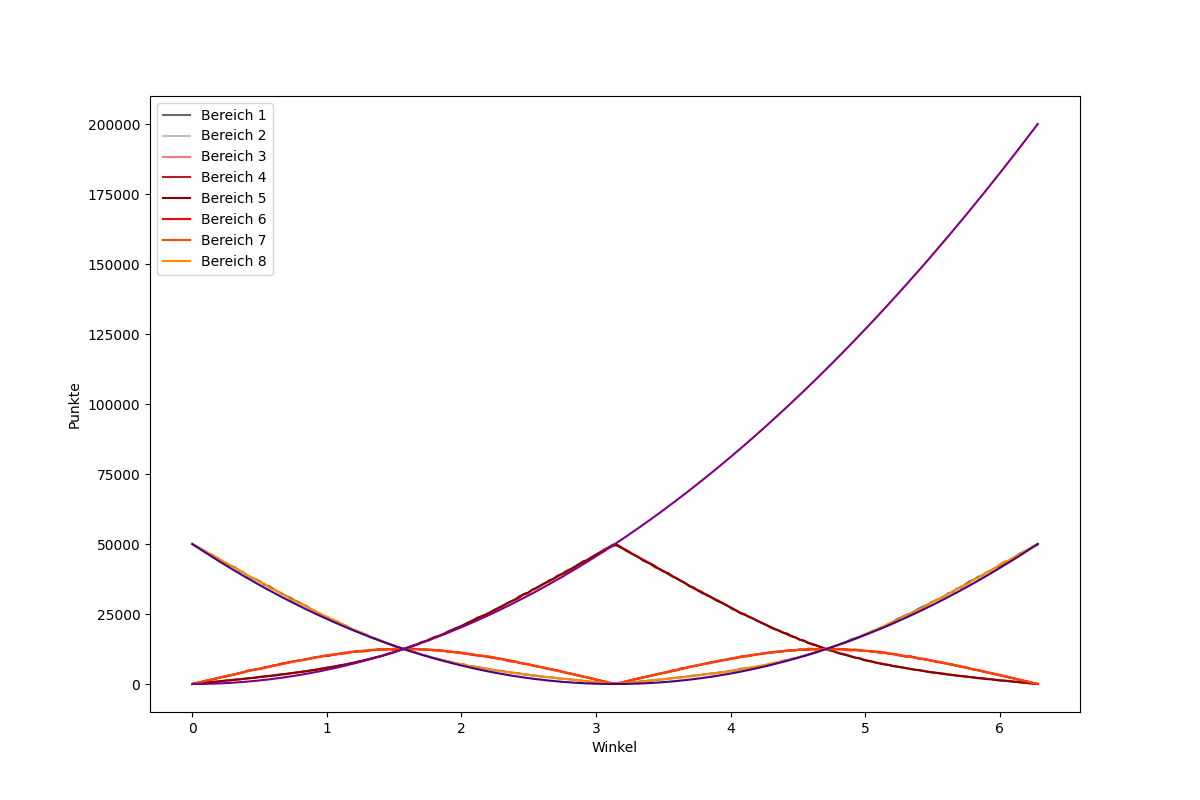 Bereich 1
Bereich 2
Bereich 3
Bereich 4
Bereich 5
Bereich 6
Bereich 7
Bereich 8
200000
175000
150000
125000
100000
75000
50000
25000
0
Punkte
0 1 2 3 4 5 6
Winkel